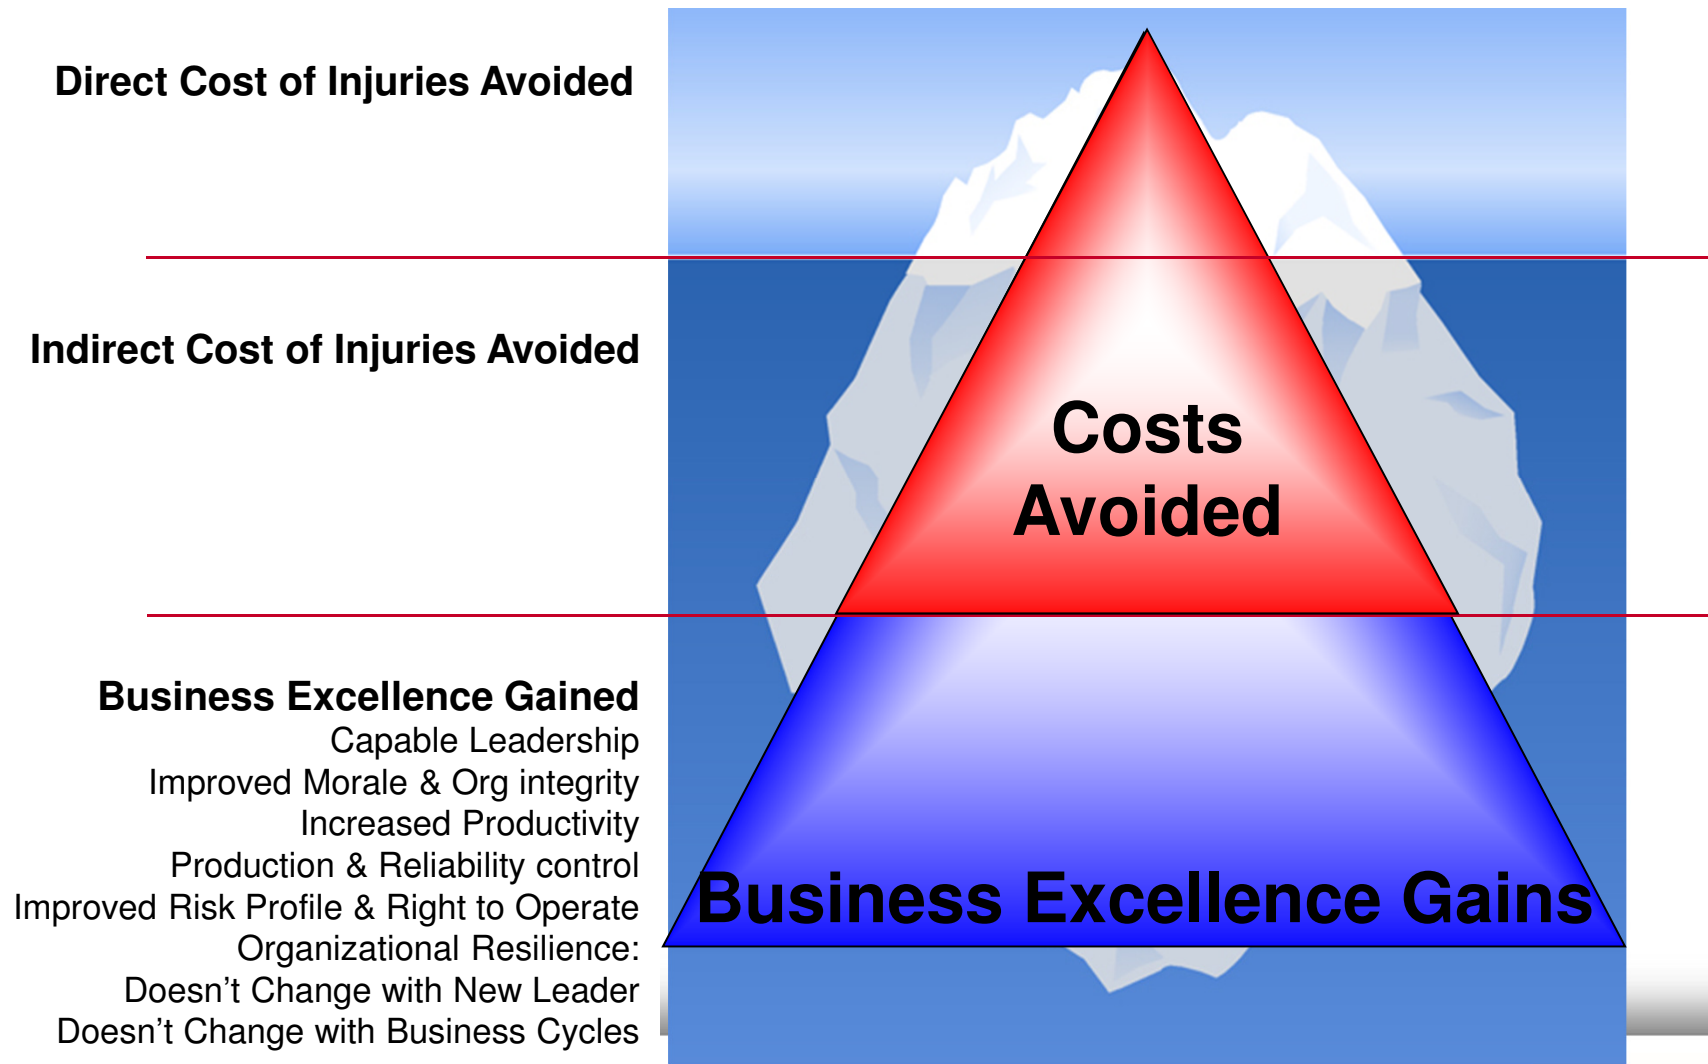 Direct Cost of Injuries Avoided
Indirect Cost of Injuries Avoided
Costs
Avoided
Business Excellence Gained
Capable Leadership
Improved Morale & Org integrity
Increased Productivity
Production & Reliability control
Improved Risk Profile & Right to Operate
Organizational Resilience:
Doesn’t Change with New Leader
Doesn’t Change with Business Cycles
Business Excellence Gains